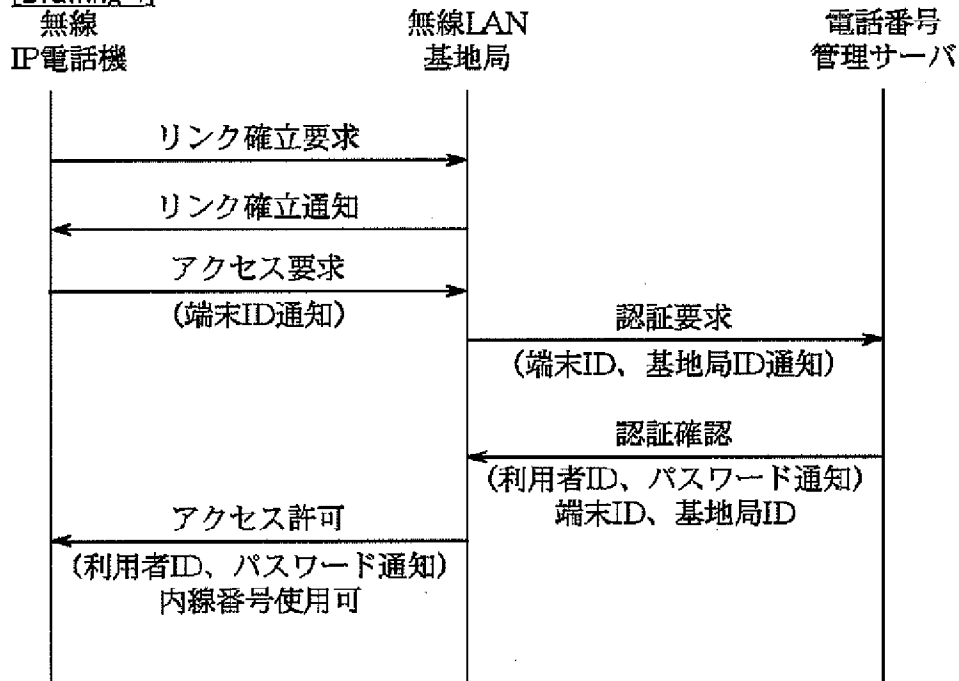 無線
IP電話機
無線LAN
基地局
電話番号
管理サーバ
リンク確立要求
リンク確立通知
アクセス要求
(端末ID通知)
認証要求
(端末ID、基地局ID通知)
認証確認
(利用者ID、パスワード通知)
端末ID、基地局ID
アクセス許可
(利用者ID、パスワード通知)
内線番号使用可